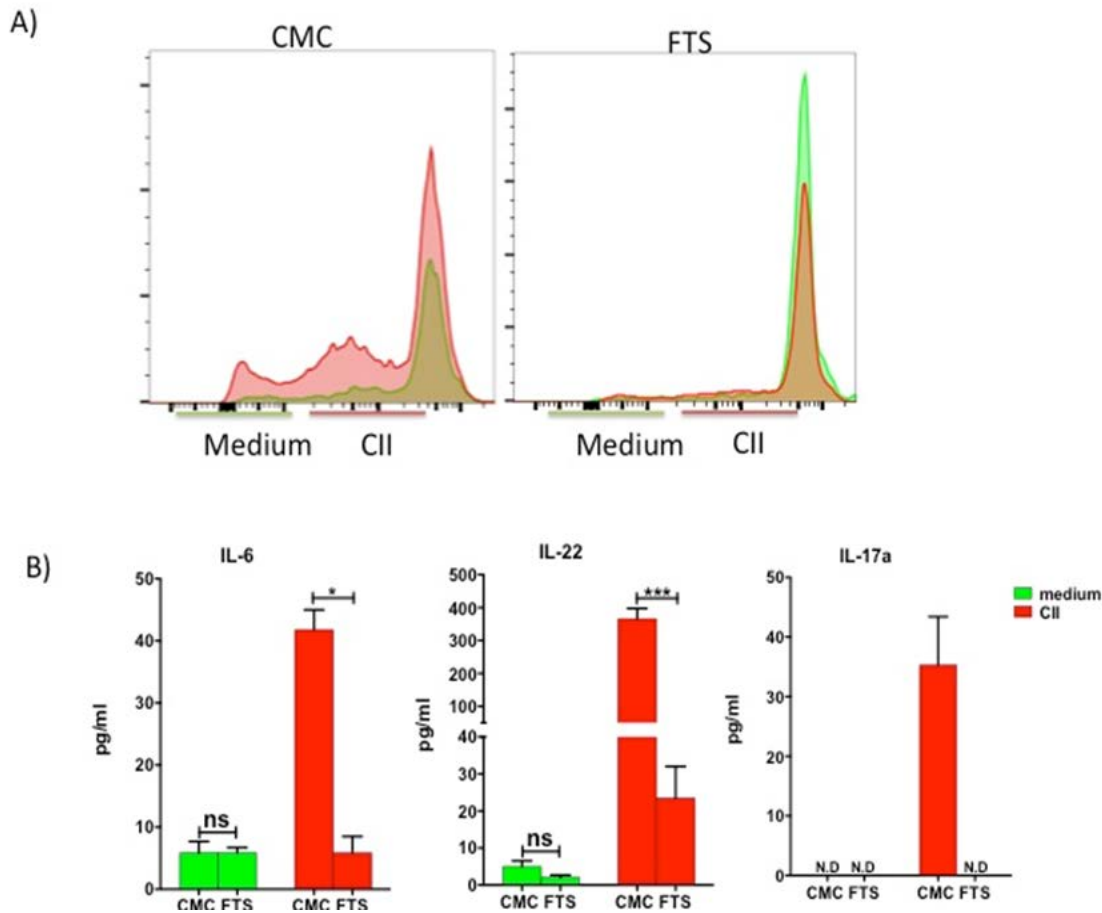 A)
CMC
FTS
Medium CII
Medium CII
B)
IL-6
50
40
30
20
10
0
pg/ml
ns
*
CMC FTS
CMC FTS
IL-22
500
400
300
200
100
40
30
20
10
0
pg/ml
ns
***
CMC FTS
CMC FTS
IL-17a
50
40
30
20
10
0
pg/ml
N.D N.D
N.D
CMC FTS
CMC FTS
medium
CII